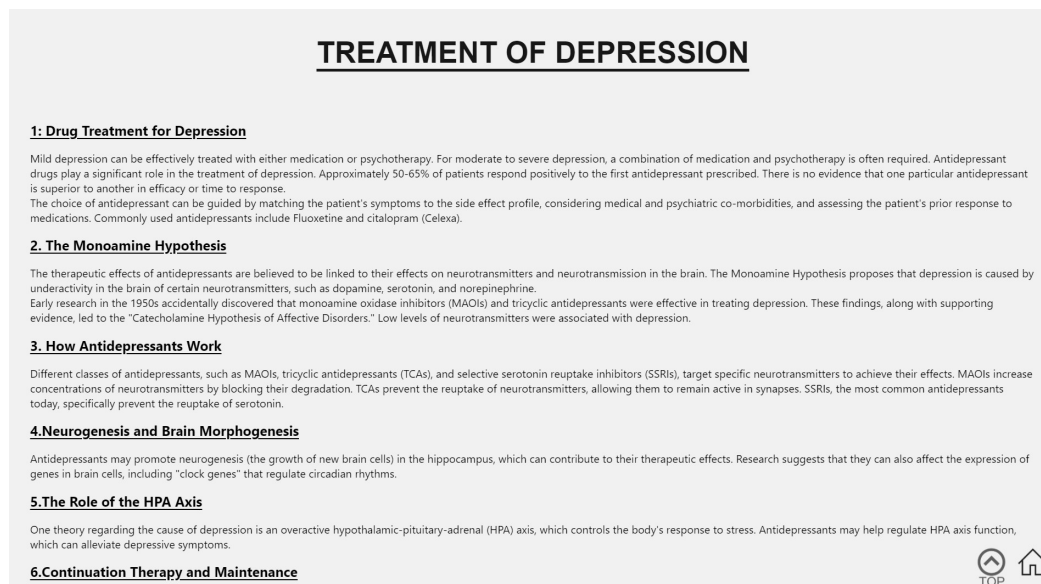 TREATMENT OF DEPRESSION
1: Drug Treatment for Depression
Mild depression can be effectively treated with either medication or psychotherapy. For moderate to severe depression, a combination of medication and psychotherapy is often required. Antidepressant
drugs play a significant role in the treatment of depression. Approximately 50-65% of patients respond positively to the first antidepressant prescribed. There is no evidence that one particular antidepressant
is superior to another in efficacy or time to response.
The choice of antidepressant can be guided by matching the patient's symptoms to the side effect profile, considering medical and psychiatric co-morbidities, and assessing the patient's prior response to
medications. Commonly used antidepressants include Fluoxetine and citalopram (Celexa).
2. The Monoamine Hypothesis
The therapeutic effects of antidepressants are believed to be linked to their effects on neurotransmitters and neurotransmission in the brain. The Monoamine Hypothesis proposes that depression is caused by
underactivity in the brain of certain neurotransmitters, such as dopamine, serotonin, and norepinephrine.
Early research in the 1950s accidentally discovered that monoamine oxidase inhibitors (MAOIs) and tricyclic antidepressants were effective in treating depression. These findings, along with supporting
evidence, led to the "Catecholamine Hypothesis of Affective Disorders." Low levels of neurotransmitters were associated with depression.
3. How Antidepressants Work
Different classes of antidepressants, such as MAOIs, tricyclic antidepressants (TCAs), and selective serotonin reuptake inhibitors (SSRIs), target specific neurotransmitters to achieve their effects. MAOIs increase
concentrations of neurotransmitters by blocking their degradation. TCAs prevent the reuptake of neurotransmitters, allowing them to remain active in synapses. SSRIs, the most common antidepressants
today, specifically prevent the reuptake of serotonin.
4.Neurogenesis and Brain Morphogenesis
Antidepressants may promote neurogenesis (the growth of new brain cells) in the hippocampus, which can contribute to their therapeutic effects. Research suggests that they can also affect the expression of
genes in brain cells, including "clock genes" that regulate circadian rhythms.
5.The Role of the HPA Axis
One theory regarding the cause of depression is an overactive hypothalamic-pituitary-adrenal (HPA) axis, which controls the body's response to stress. Antidepressants may help regulate HPA axis function,
which can alleviate depressive symptoms.
6.Continuation Therapy and Maintenance
TOP